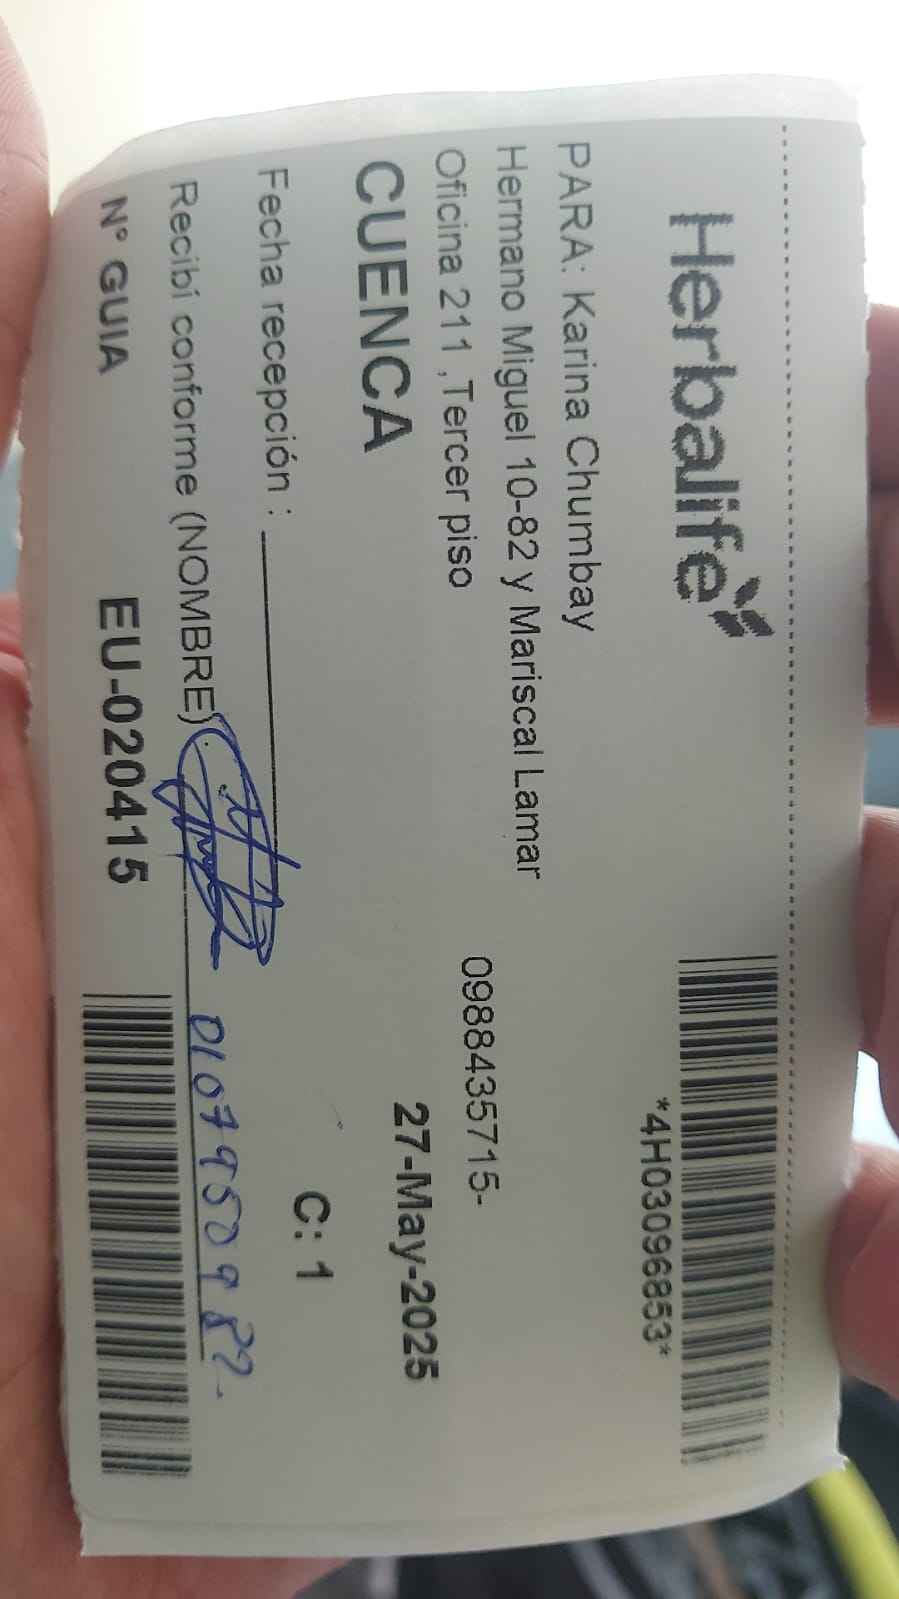 Herbalife
*4H03096853*
PARA: Karina Chumbay
Hermano Miguel 10-82 y Mariscal Lamar
Oficina 211 ,Tercer piso
0988435715-
CUENCA
27-May-2025
Fecha recepción :
C: 1
Recibí conforme (NOMBRE) :
N° GUIA
EU-020415